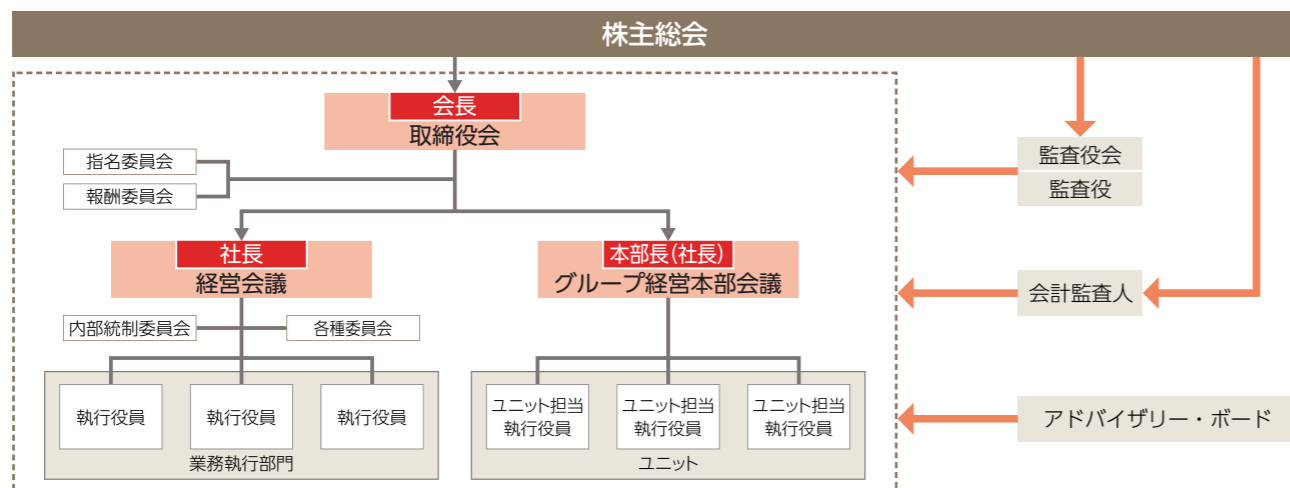 株主総会
会長
取締役会
指名委員会
報酬委員会
監査役会
監査役
社長
経営会議
本部長(社長)
グループ経営本部会議
会計監査人
内部統制委員会
各種委員会
執行役員
執行役員
執行役員
業務執行部門
ユニット担当
執行役員
ユニット担当
執行役員
ユニット担当
執行役員
ユニット
アドバイザリー・ボード